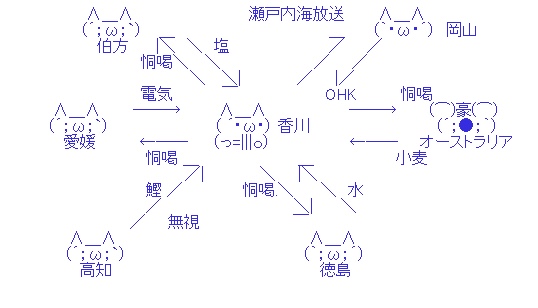 瀬戸内海放送
岡山
伯方
塩
恫喝
電気
OHK
恫喝
豪
愛媛
香川
オーストラリア
恫喝
小麦
鰹
恫喝.
水
無視
高知
徳島